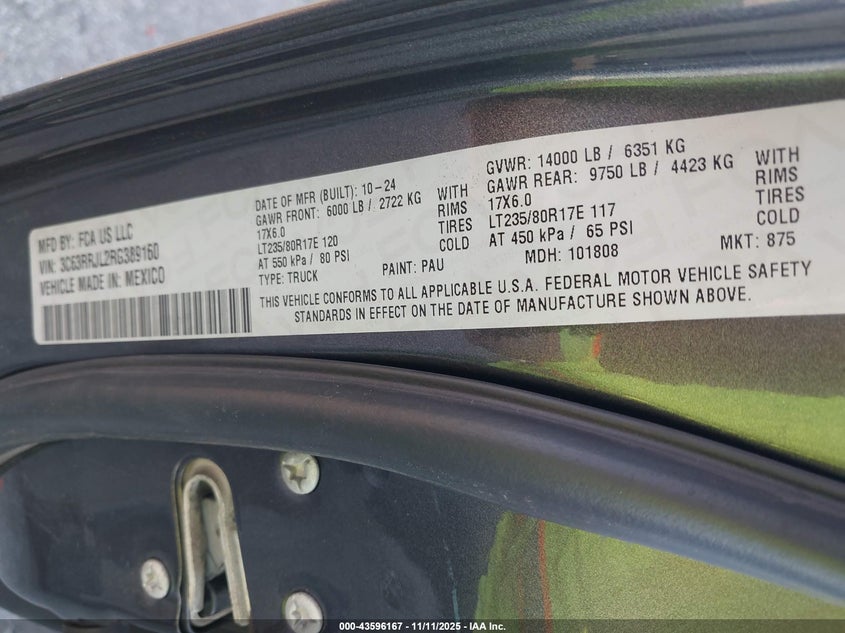 MFD BY: FCA US LLC
VIN: 3C63RRJL2RG389160
VEHICLE MADE IN: MEXICO
DATE OF MFR (BUILT): 10-24
GAWR FRONT: 6000 LB / 2722 KG WITH
17X6.0 RIMS
LT235/80R17E 120 TIRES
AT 550 kPa / 80 PSI COLD
TYPE: TRUCK PAINT: PAU
GVWR: 14000 LB / 6351 KG
GAWR REAR: 9750 LB / 4423 KG WITH
17X6.0 RIMS
LT235/80R17E 117 TIRES
AT 450 kPa / 65 PSI COLD
MDH: 101808 MKT: 875
THIS VEHICLE CONFORMS TO ALL APPLICABLE U.S.A. FEDERAL MOTOR VEHICLE SAFETY
STANDARDS IN EFFECT ON THE DATE OF MANUFACTURE SHOWN ABOVE.
000-43596167 - 11/11/2025 - IAA Inc.